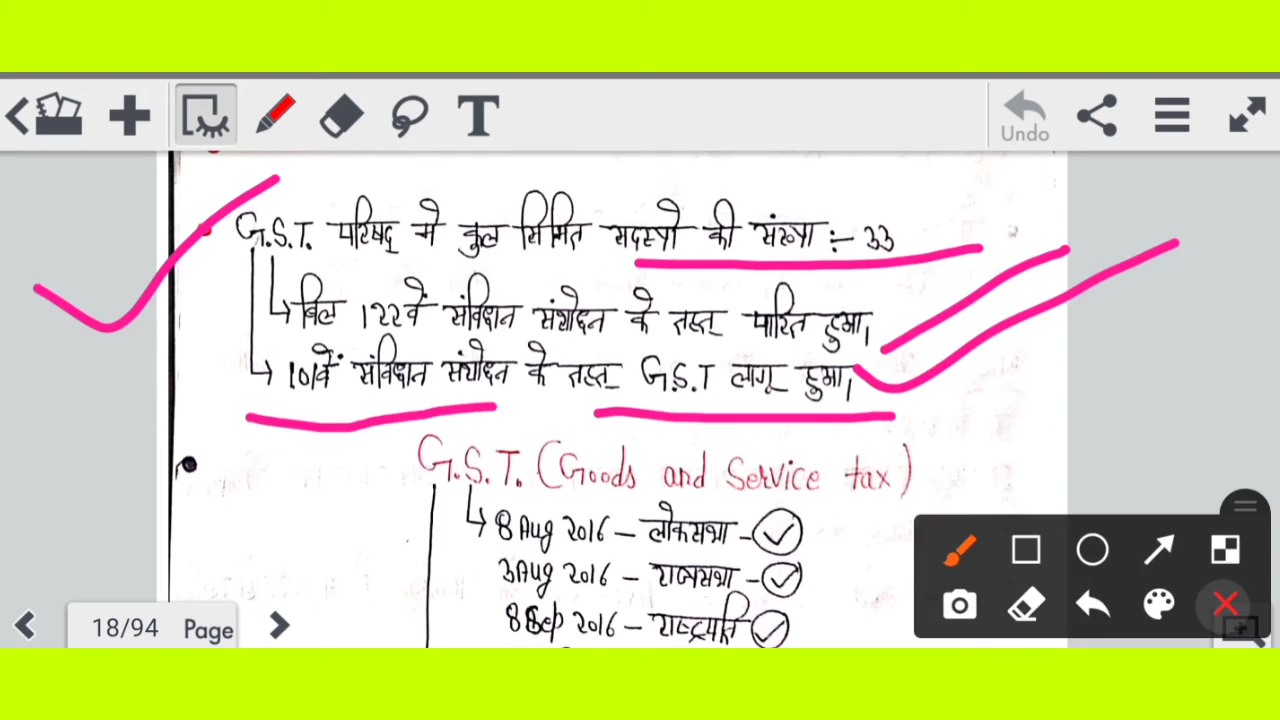 Undo
G.S.T. परिषद् मे कुल निर्मित सदस्यो की संख्या :- 33
बिल 122वें संविधान संशोधन के तहत पारित हुआ।
101वें संविधान संशोधन के तहत G.S.T लागू हुआ।
G.S.T. (Goods and Service tax)
8 Aug 2016 – लोकसभा -
3 Aug 2016 – राज्यसभा -
8 Sep 2016 – राष्ट्रपति
18/94 Page